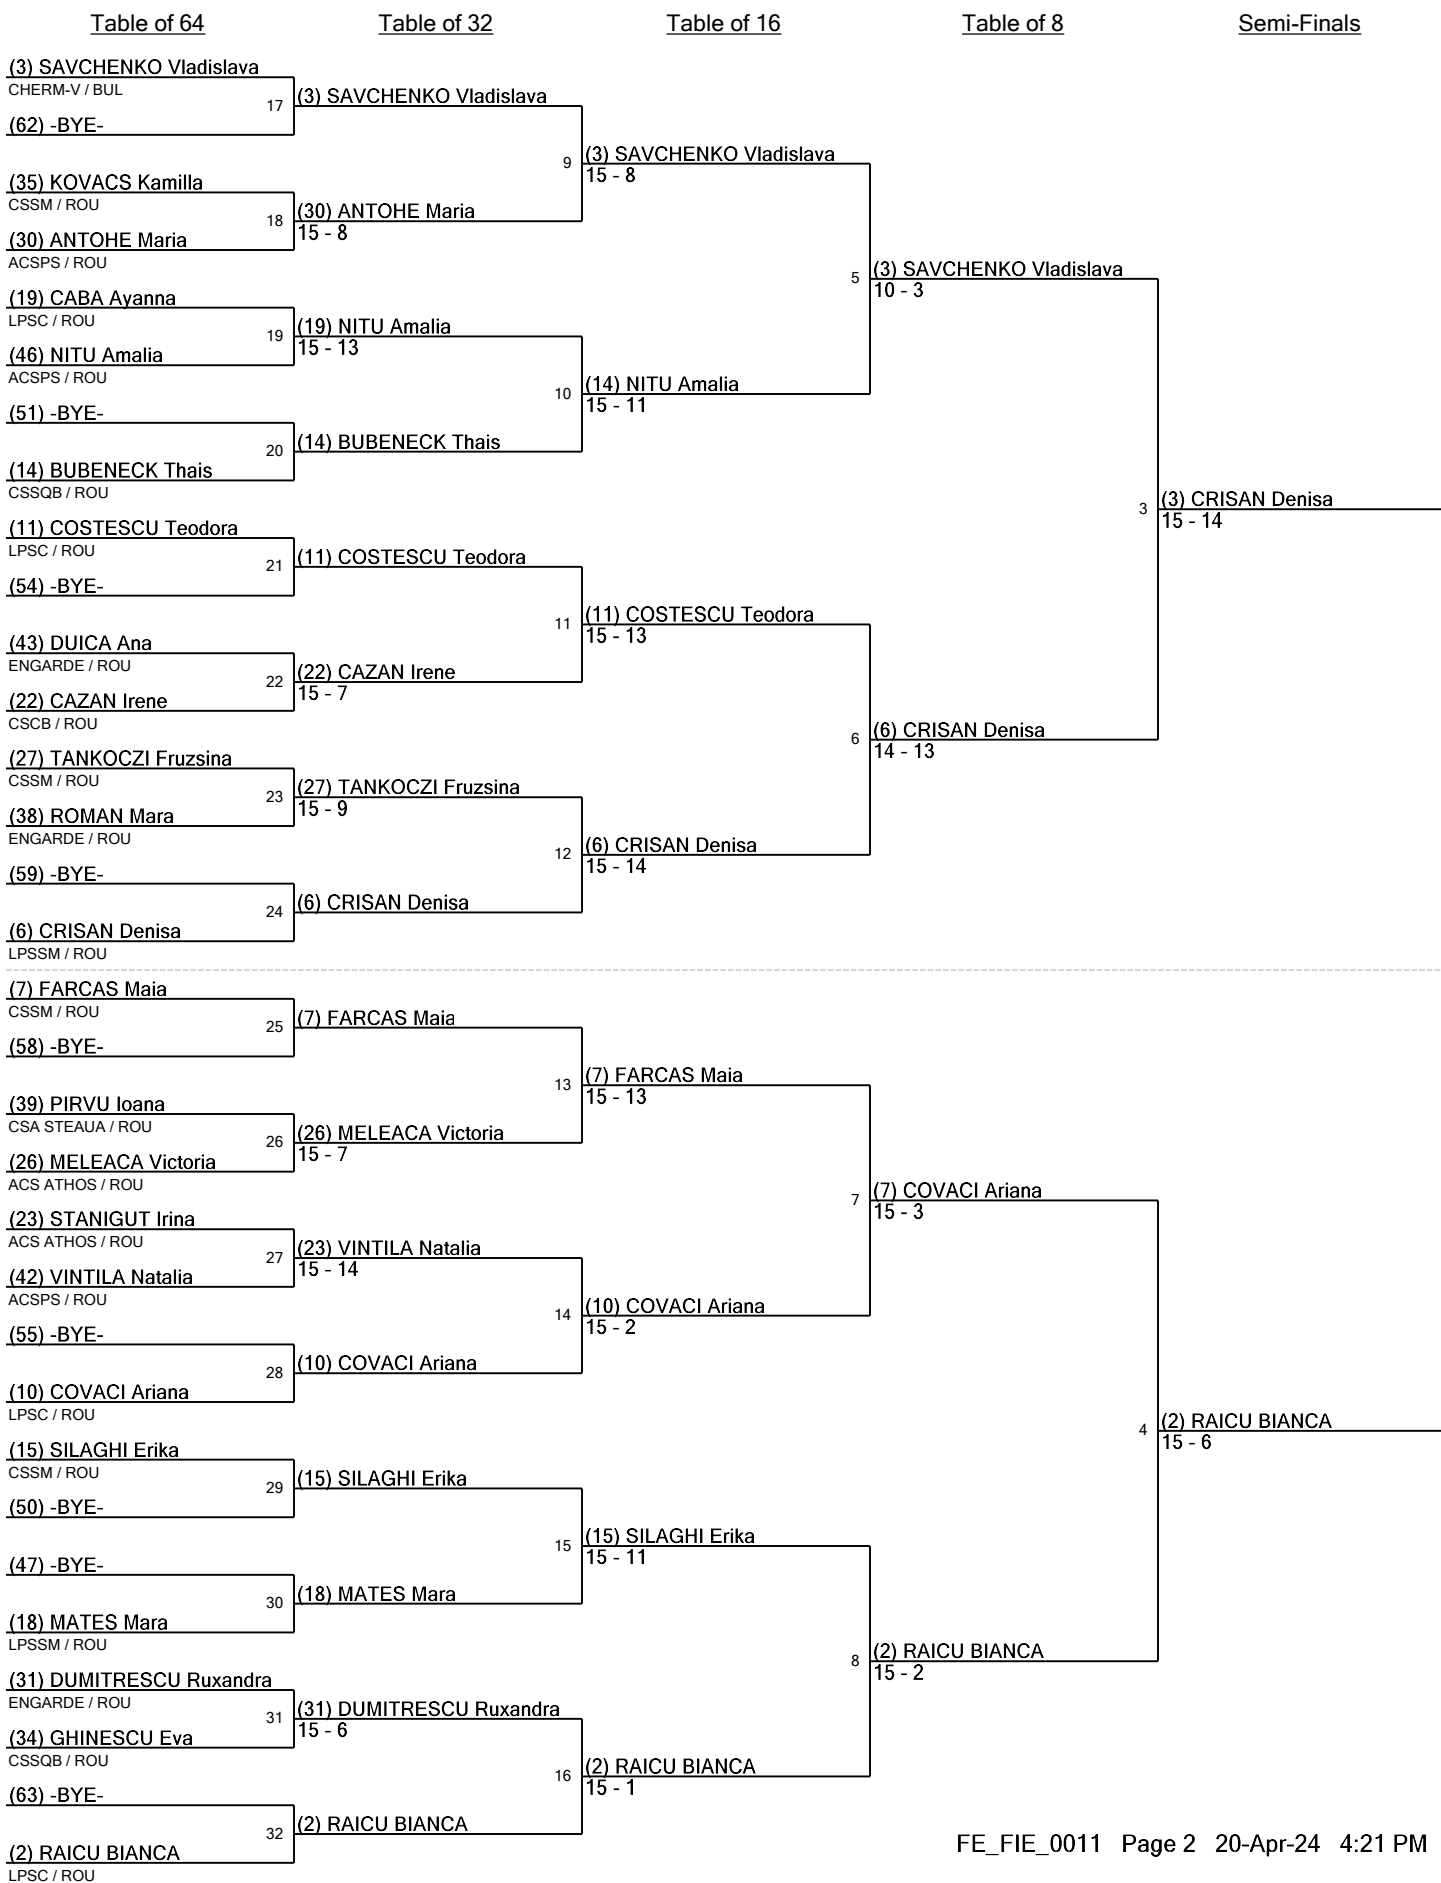 Table of 64 Table of 32 Table of 16 Table of 8 Semi-Finals
(3) SAVCHENKO Vladislava
CHERM-V / BUL
17 (3) SAVCHENKO Vladislava
(62) -BYE-
9 (3) SAVCHENKO Vladislava
15 - 8
(35) KOVACS Kamilla
CSSM / ROU
18 (30) ANTOHE Maria
15 - 8
(30) ANTOHE Maria
ACSPS / ROU
5 (3) SAVCHENKO Vladislava
10 - 3
(19) CABA Ayanna
LPSC / ROU
19 (19) NITU Amalia
15 - 13
(46) NITU Amalia
ACSPS / ROU
10 (14) NITU Amalia
15 - 11
(51) -BYE-
20 (14) BUBENECK Thais
(14) BUBENECK Thais
CSSQB / ROU
3 (3) CRISAN Denisa
15 - 14
(11) COSTESCU Teodora
LPSC / ROU
21 (11) COSTESCU Teodora
(54) -BYE-
11 (11) COSTESCU Teodora
15 - 13
(43) DUICA Ana
ENGARDE / ROU
22 (22) CAZAN Irene
15 - 7
(22) CAZAN Irene
CSCB / ROU
6 (6) CRISAN Denisa
14 - 13
(27) TANKOCZI Fruzsina
CSSM / ROU
23 (27) TANKOCZI Fruzsina
15 - 9
(38) ROMAN Mara
ENGARDE / ROU
12 (6) CRISAN Denisa
15 - 14
(59) -BYE-
24 (6) CRISAN Denisa
(6) CRISAN Denisa
LPSSM / ROU
(7) FARCAS Maia
CSSM / ROU
25 (7) FARCAS Maia
(58) -BYE-
13 (7) FARCAS Maia
15 - 13
(39) PIRVU Ioana
CSA STEAUA / ROU
26 (26) MELEACA Victoria
15 - 7
(26) MELEACA Victoria
ACS ATHOS / ROU
7 (7) COVACI Ariana
15 - 3
(23) STANIGUT Irina
ACS ATHOS / ROU
27 (23) VINTILA Natalia
15 - 14
(42) VINTILA Natalia
ACSPS / ROU
14 (10) COVACI Ariana
15 - 2
(55) -BYE-
28 (10) COVACI Ariana
(10) COVACI Ariana
LPSC / ROU
4 (2) RAICU BIANCA
15 - 6
(15) SILAGHI Erika
CSSM / ROU
29 (15) SILAGHI Erika
(50) -BYE-
15 (15) SILAGHI Erika
15 - 11
(47) -BYE-
30 (18) MATES Mara
(18) MATES Mara
LPSSM / ROU
8 (2) RAICU BIANCA
15 - 2
(31) DUMITRESCU Ruxandra
ENGARDE / ROU
31 (31) DUMITRESCU Ruxandra
15 - 6
(34) GHINESCU Eva
CSSQB / ROU
16 (2) RAICU BIANCA
15 - 1
(63) -BYE-
32 (2) RAICU BIANCA
(2) RAICU BIANCA
LPSC / ROU
FE_FIE_0011 Page 2 20-Apr-24 4:21 PM